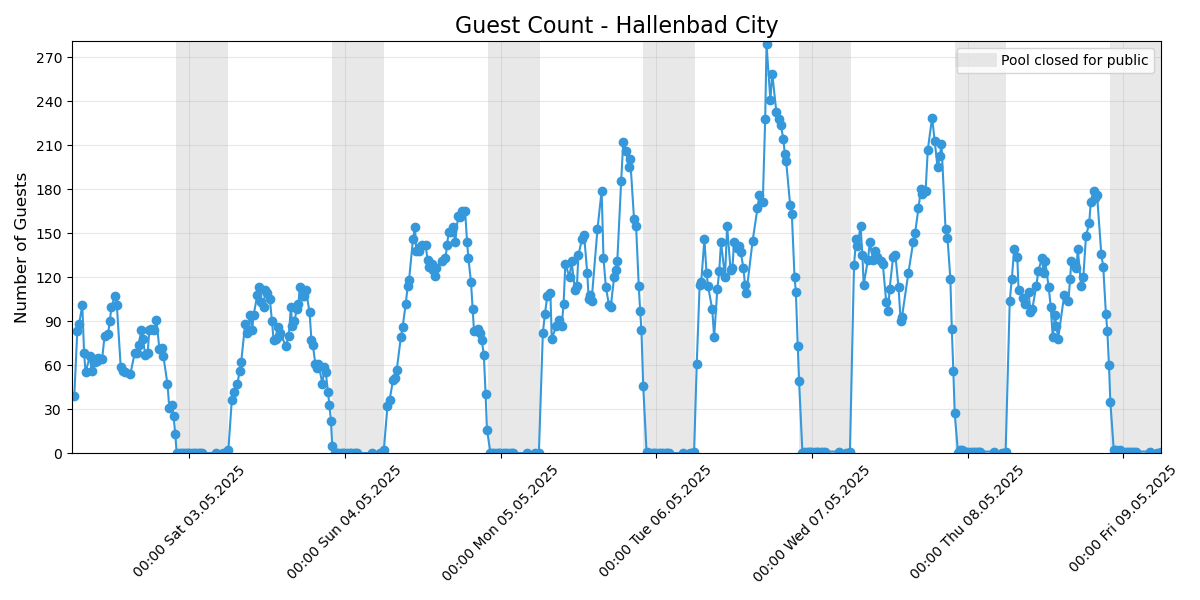 Guest Count - Hallenbad City
Pool closed for public
Number of Guests
270
240
210
180
150
120
90
60
30
0
00:00 Sat 03.05.2025
00:00 Sun 04.05.2025
00:00 Mon 05.05.2025
00:00 Tue 06.05.2025
00:00 Wed 07.05.2025
00:00 Thu 08.05.2025
00:00 Fri 09.05.2025